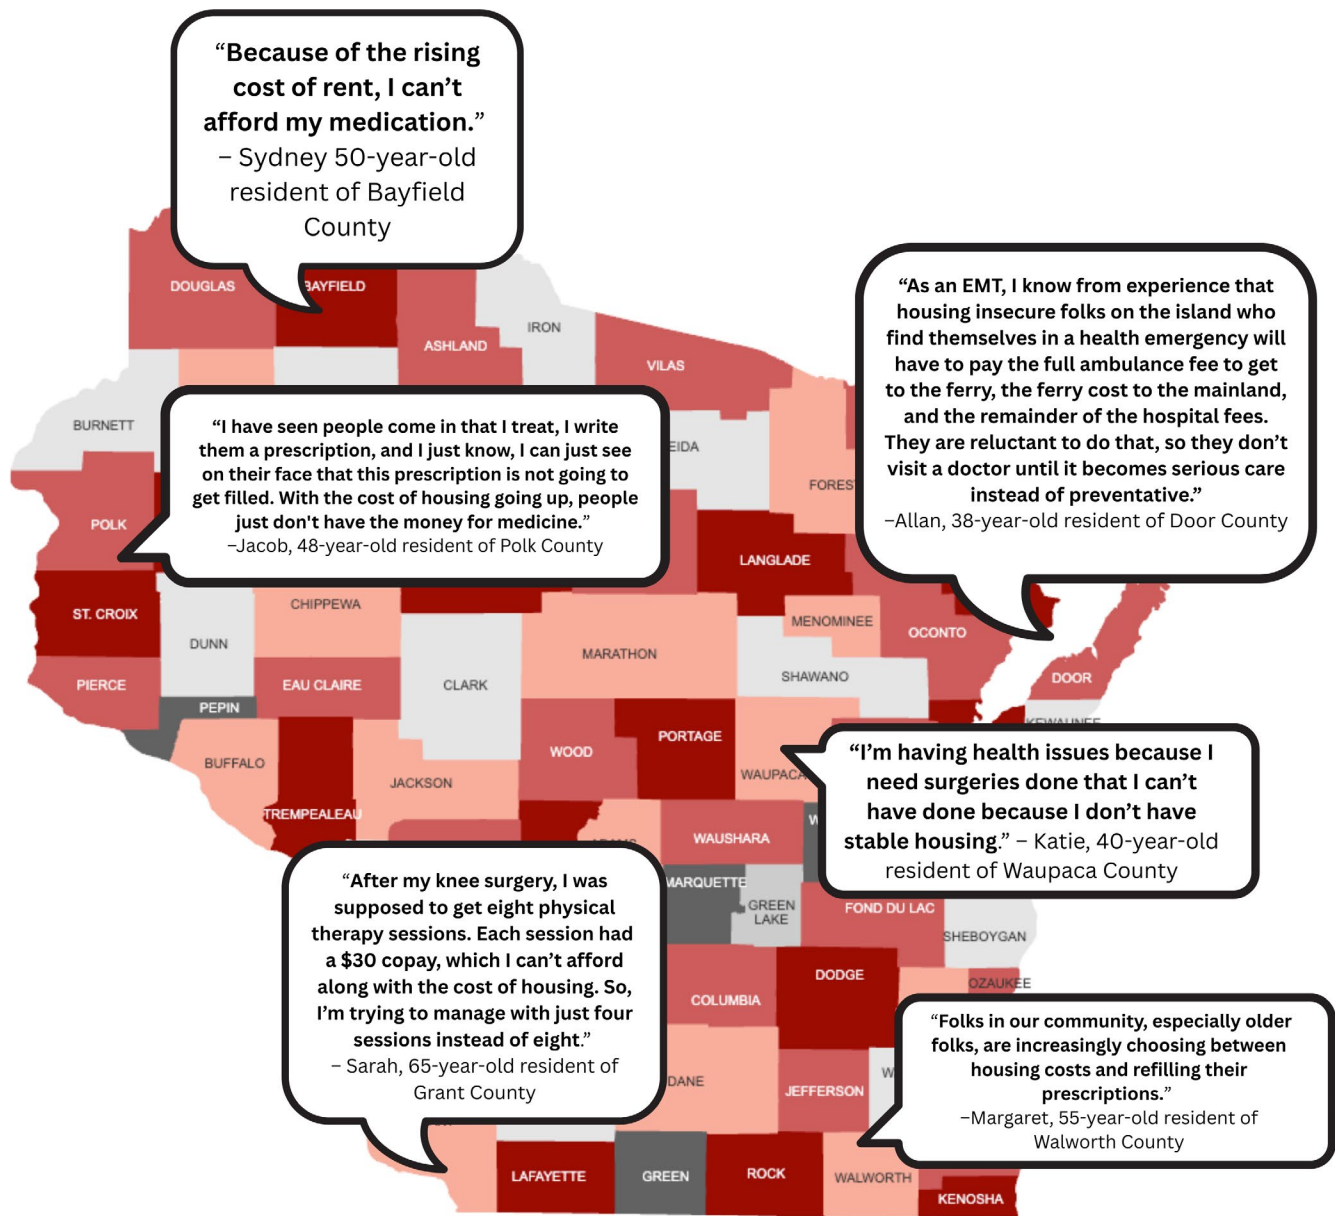 “Because of the rising
cost of rent, I can’t
afford my medication.”
– Sydney 50-year-old
resident of Bayfield
County
DOUGLAS
BAYFIELD
ASHLAND
IRON
VILAS
“As an EMT, I know from experience that
housing insecure folks on the island who
find themselves in a health emergency will
have to pay the full ambulance fee to get
to the ferry, the ferry cost to the mainland,
and the remainder of the hospital fees.
They are reluctant to do that, so they don’t
visit a doctor until it becomes serious care
instead of preventative.”
–Allan, 38-year-old resident of Door County
BURNETT
“I have seen people come in that I treat, I write
them a prescription, and I just know, I can just see
on their face that this prescription is not going to
get filled. With the cost of housing going up, people
just don't have the money for medicine.”
–Jacob, 48-year-old resident of Polk County
EIDA
FOREST
POLK
LANGLADE
ST. CROIX
CHIPPEWA
DUNN
MENOMINEE
OCONTO
MARATHON
SHAWANO
PIERCE
EAU CLAIRE
CLARK
DOOR
PEPIN
KEWAUNEE
BUFFALO
WOOD
PORTAGE
JACKSON
WAUPACA
TREMPEALEAU
“I’m having health issues because I
need surgeries done that I can’t
have done because I don’t have
stable housing.” – Katie, 40-year-old
resident of Waupaca County
W
ADAMS
WAUSHARA
“After my knee surgery, I was
supposed to get eight physical
therapy sessions. Each session had
a $30 copay, which I can’t afford
along with the cost of housing. So,
I’m trying to manage with just four
sessions instead of eight.”
– Sarah, 65-year-old resident of
Grant County
MARQUETTE
GREEN
LAKE
FOND DU LAC
SHEBOYGAN
COLUMBIA
DODGE
OZAUKEE
“Folks in our community, especially older
folks, are increasingly choosing between
housing costs and refilling their
prescriptions.”
–Margaret, 55-year-old resident of
Walworth County
DANE
JEFFERSON
W
LAFAYETTE
GREEN
ROCK
WALWORTH
KENOSHA